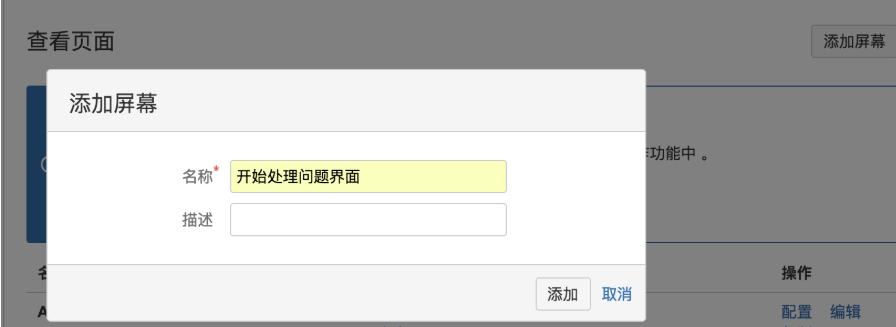 查看页面
添加屏幕
添加屏幕
功能中 。
名称*
开始处理问题界面
描述
添加
取消
操作
A
配置
编辑